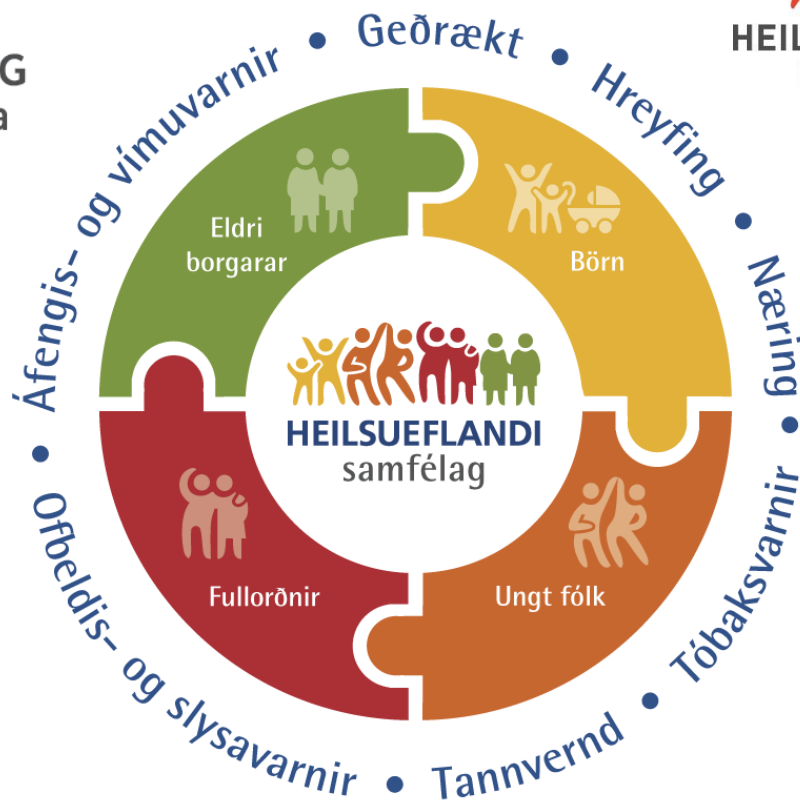 Geðrækt
Hreyfing
Næring
Tóbaksvarnir
Tannvernd
Ofbeldis- og slysavarnir
Áfengis- og vímuvarnir
Eldri
borgarar
Börn
HEILSUEFLANDI
samfélag
Fullorðnir
Ungt fólk